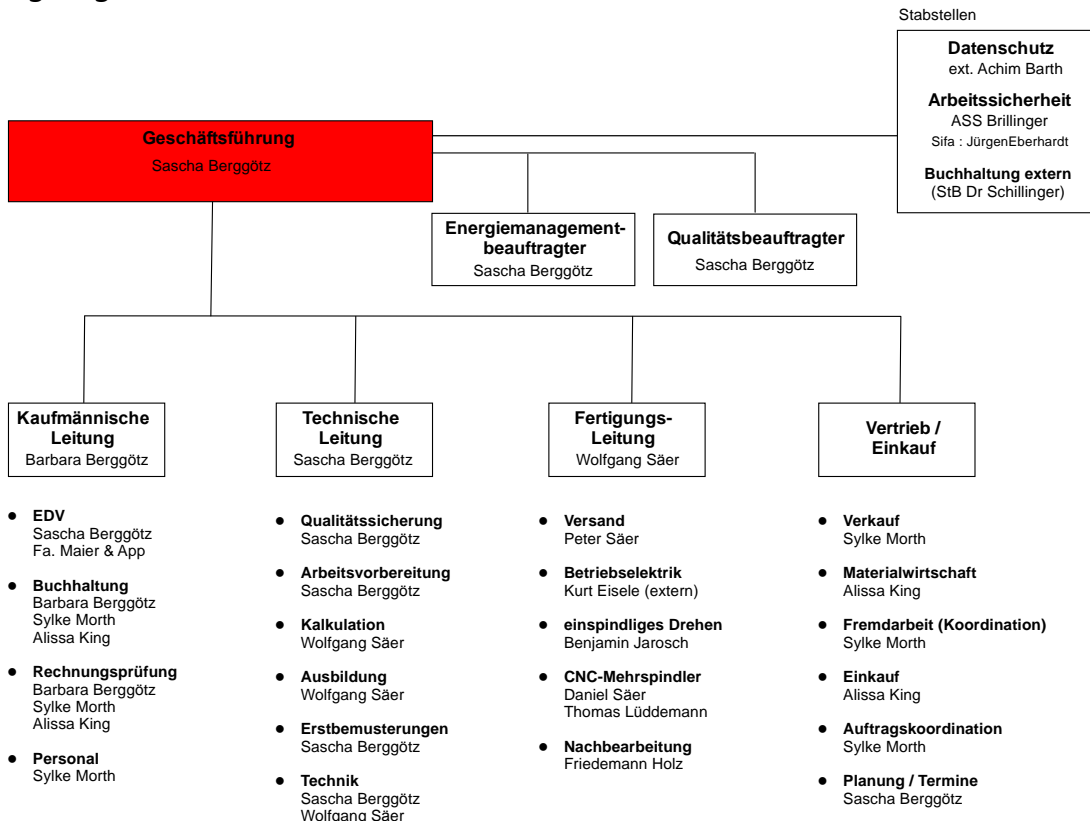 Stabstellen
Datenschutz
ext. Achim Barth
Arbeitssicherheit
ASS Brillinger
Sifa : JürgenEberhardt
Buchhaltung extern
(StB Dr Schillinger)
Geschäftsführung
Sascha Berggötz
Energiemanagement-
beauftragter
Sascha Berggötz
Qualitätsbeauftragter
Sascha Berggötz
Kaufmännische
Leitung
Barbara Berggötz
Technische
Leitung
Sascha Berggötz
Fertigungs-
Leitung
Wolfgang Säer
Vertrieb /
Einkauf
● EDV
Sascha Berggötz
Fa. Maier & App
● Buchhaltung
Barbara Berggötz
Sylke Morth
Alissa King
● Rechnungsprüfung
Barbara Berggötz
Sylke Morth
Alissa King
● Personal
Sylke Morth
● Qualitätssicherung
Sascha Berggötz
● Arbeitsvorbereitung
Sascha Berggötz
● Kalkulation
Wolfgang Säer
● Ausbildung
Wolfgang Säer
● Erstbemusterungen
Sascha Berggötz
● Technik
Sascha Berggötz
Wolfgang Säer
● Versand
Peter Säer
● Betriebselektrik
Kurt Eisele (extern)
● einspindliges Drehen
Benjamin Jarosch
● CNC-Mehrspindler
Daniel Säer
Thomas Lüddemann
● Nachbearbeitung
Friedemann Holz
● Verkauf
Sylke Morth
● Materialwirtschaft
Alissa King
● Fremdarbeit (Koordination)
Sylke Morth
● Einkauf
Alissa King
● Auftragskoordination
Sylke Morth
● Planung / Termine
Sascha Berggötz